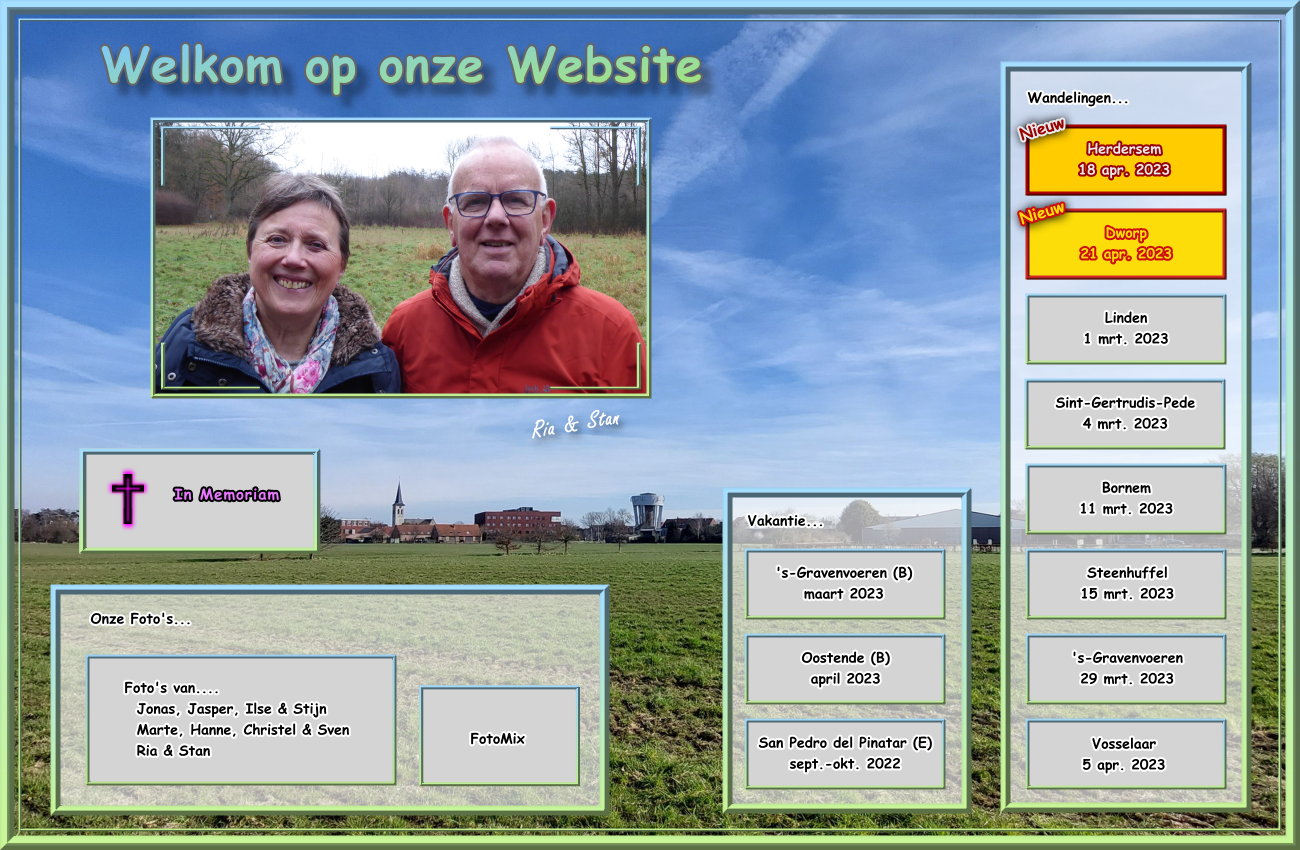 Welkom op onze Website
Ria & Stan
In Memoriam
Onze Foto's...
Foto's van....
Jonas, Jasper, Ilse & Stijn
Marte, Hanne, Christel & Sven
Ria & Stan
FotoMix
Vakantie...
's-Gravenvoeren (B)
maart 2023
Oostende (B)
april 2023
San Pedro del Pinatar (E)
sept.-okt. 2022
Wandelingen...
Nieuw
Herdersem
18 apr. 2023
Nieuw
Dworp
21 apr. 2023
Linden
1 mrt. 2023
Sint-Gertrudis-Pede
4 mrt. 2023
Bornem
11 mrt. 2023
Steenhuffel
15 mrt. 2023
's-Gravenvoeren
29 mrt. 2023
Vosselaar
5 apr. 2023